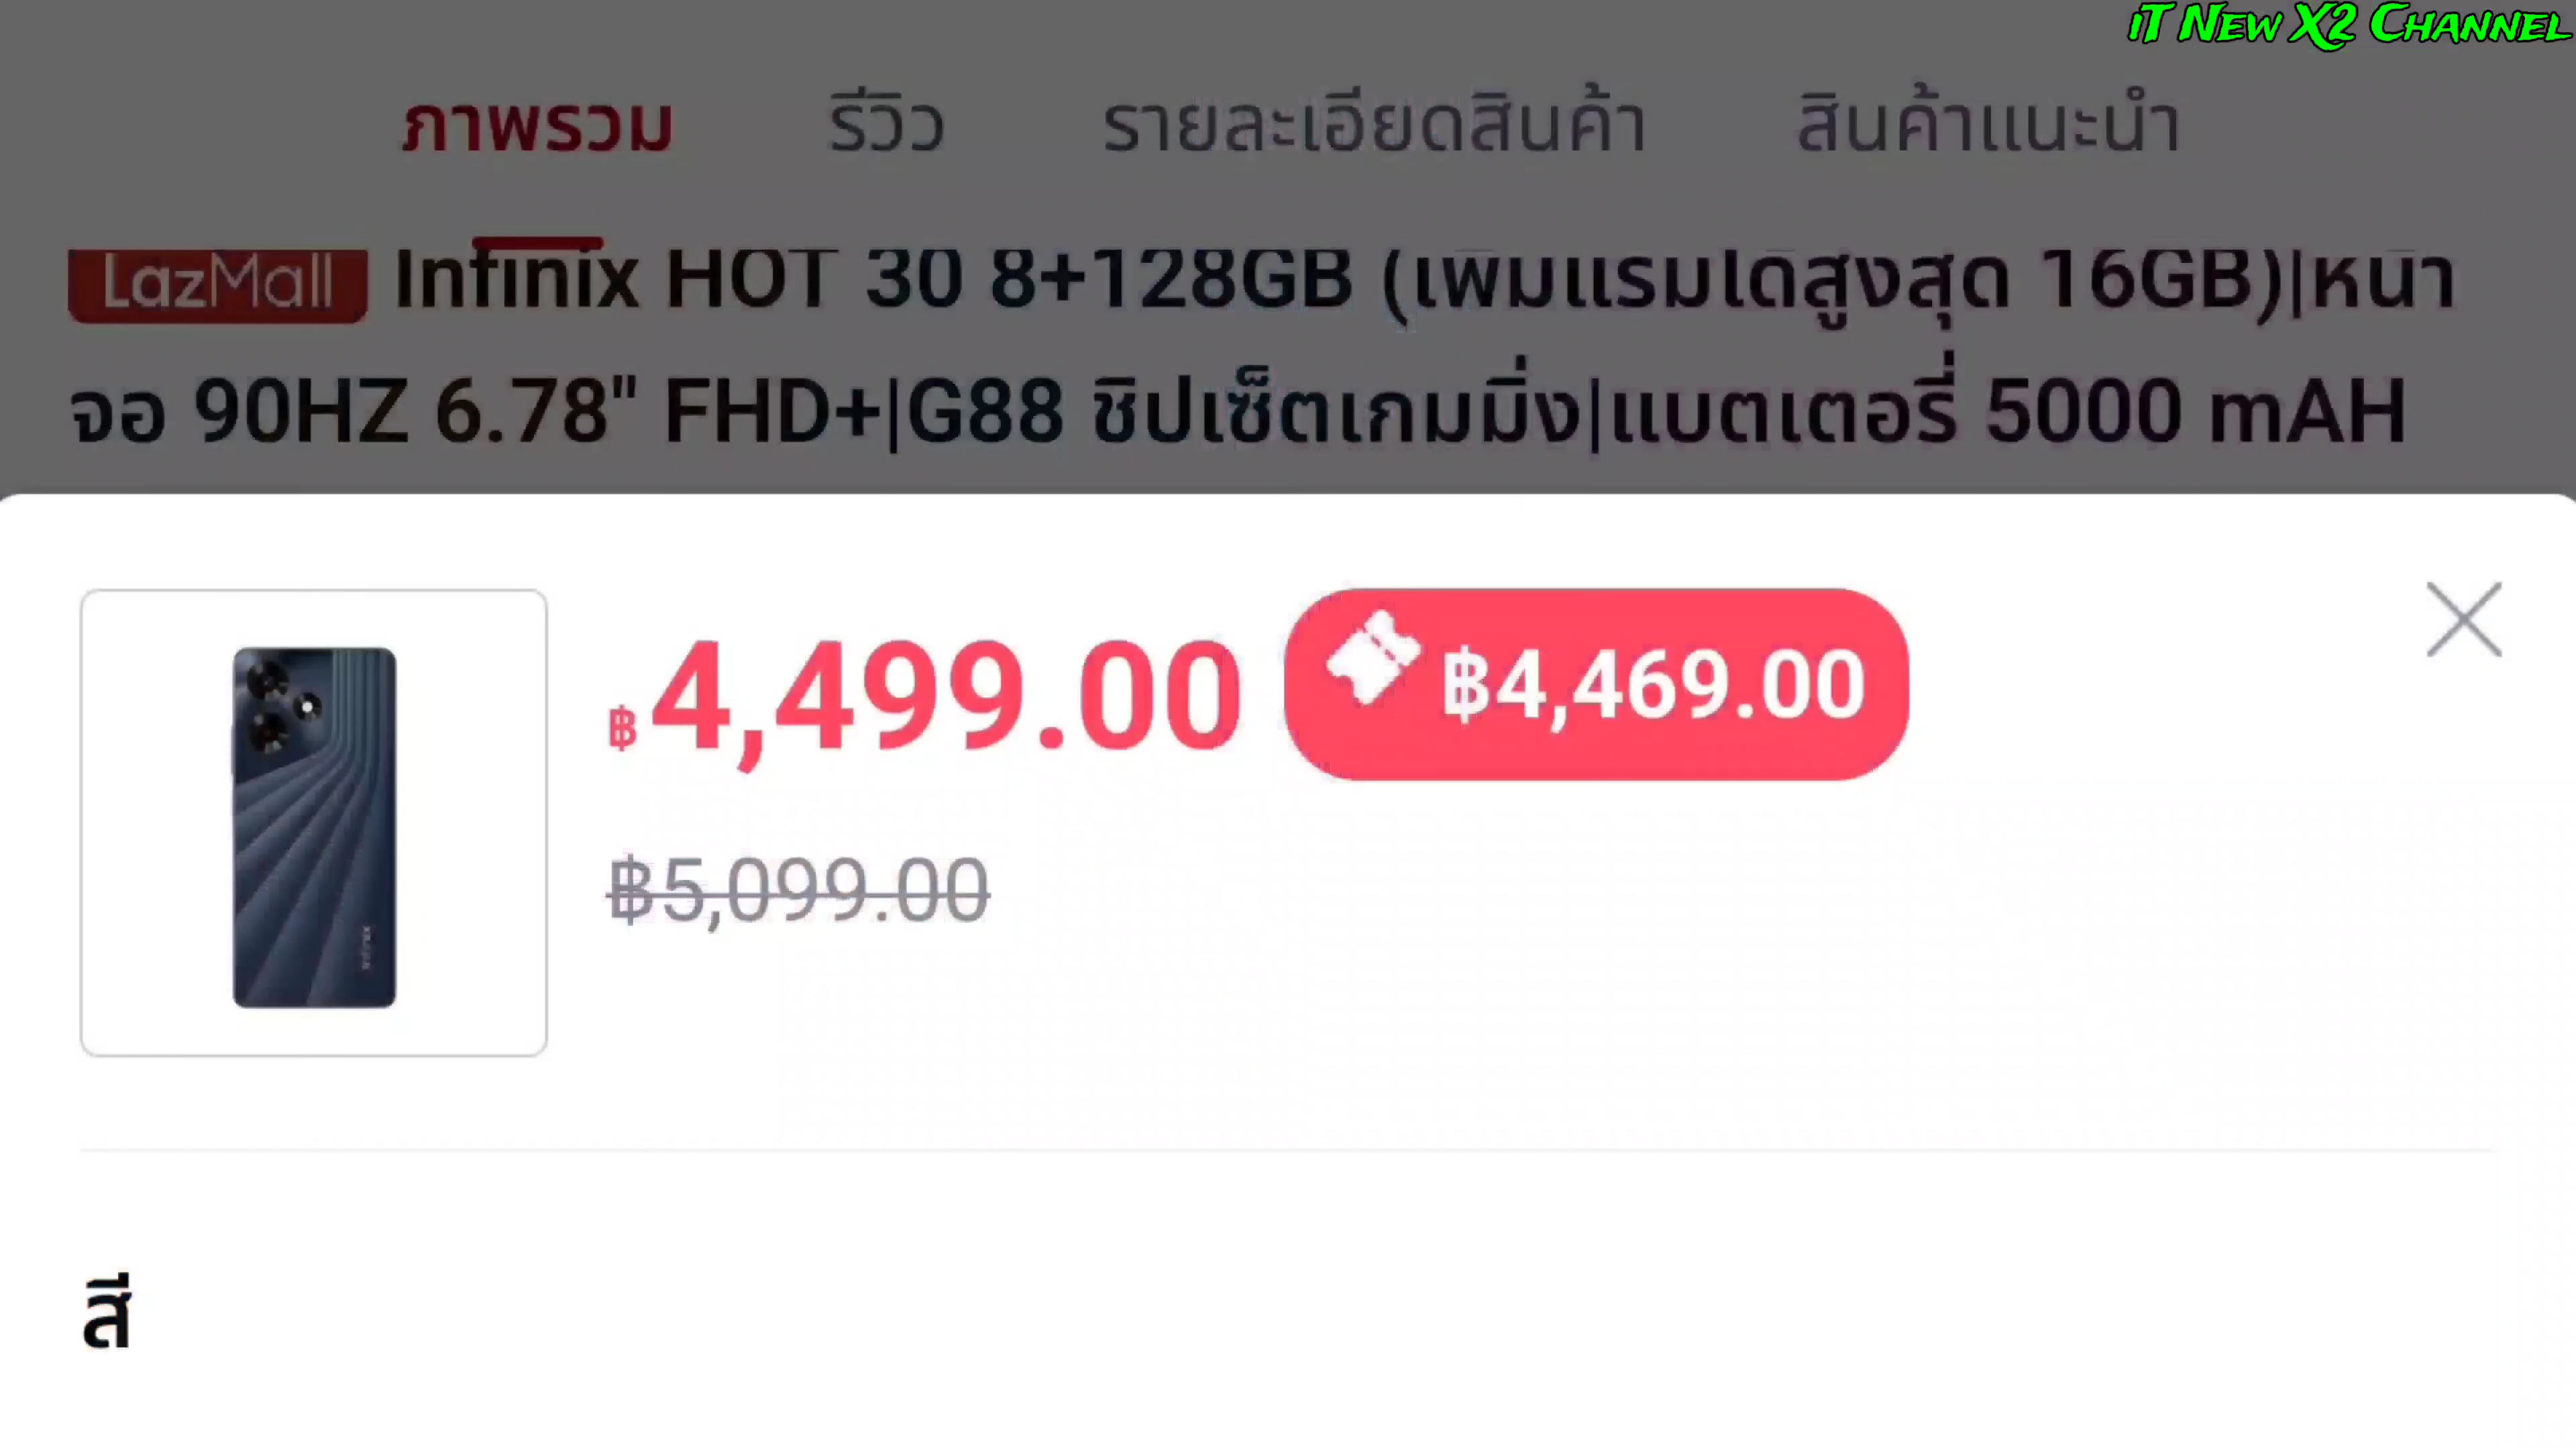 iT New X2 Channel
ภาพรวม รีวิว รายละเอียดสินค้า สินค้าแนะนำ
LazMall Infinix HOT 30 8+128GB (เพิ่มแรมได้สูงสุด 16GB)|หน้า
จอ 90HZ 6.78" FHD+|G88 ชิปเซ็ตเกมมิ่ง|แบตเตอรี่ 5000 mAH
฿4,499.00 ฿4,469.00
฿5,099.00
Infinix
สี